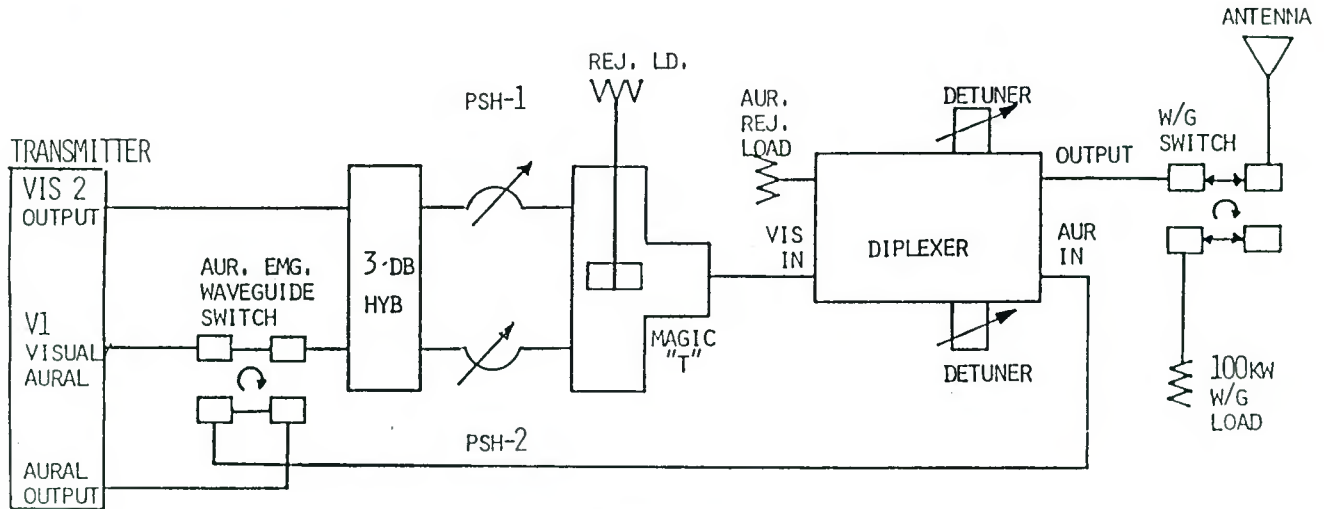 ANTENNA
REJ. LD.
PSH-1
AUR.
REJ.
LOAD
DETUNER
W/G
SWITCH
TRANSMITTER
VIS 2
OUTPUT
OUTPUT
3-DB
HYB
VIS
IN
DIPLEXER
AUR
IN
AUR. EMG.
WAVEGUIDE
SWITCH
V1
VISUAL
AURAL
MAGIC
"T"
DETUNER
100KW
W/G
LOAD
PSH-2
AURAL
OUTPUT